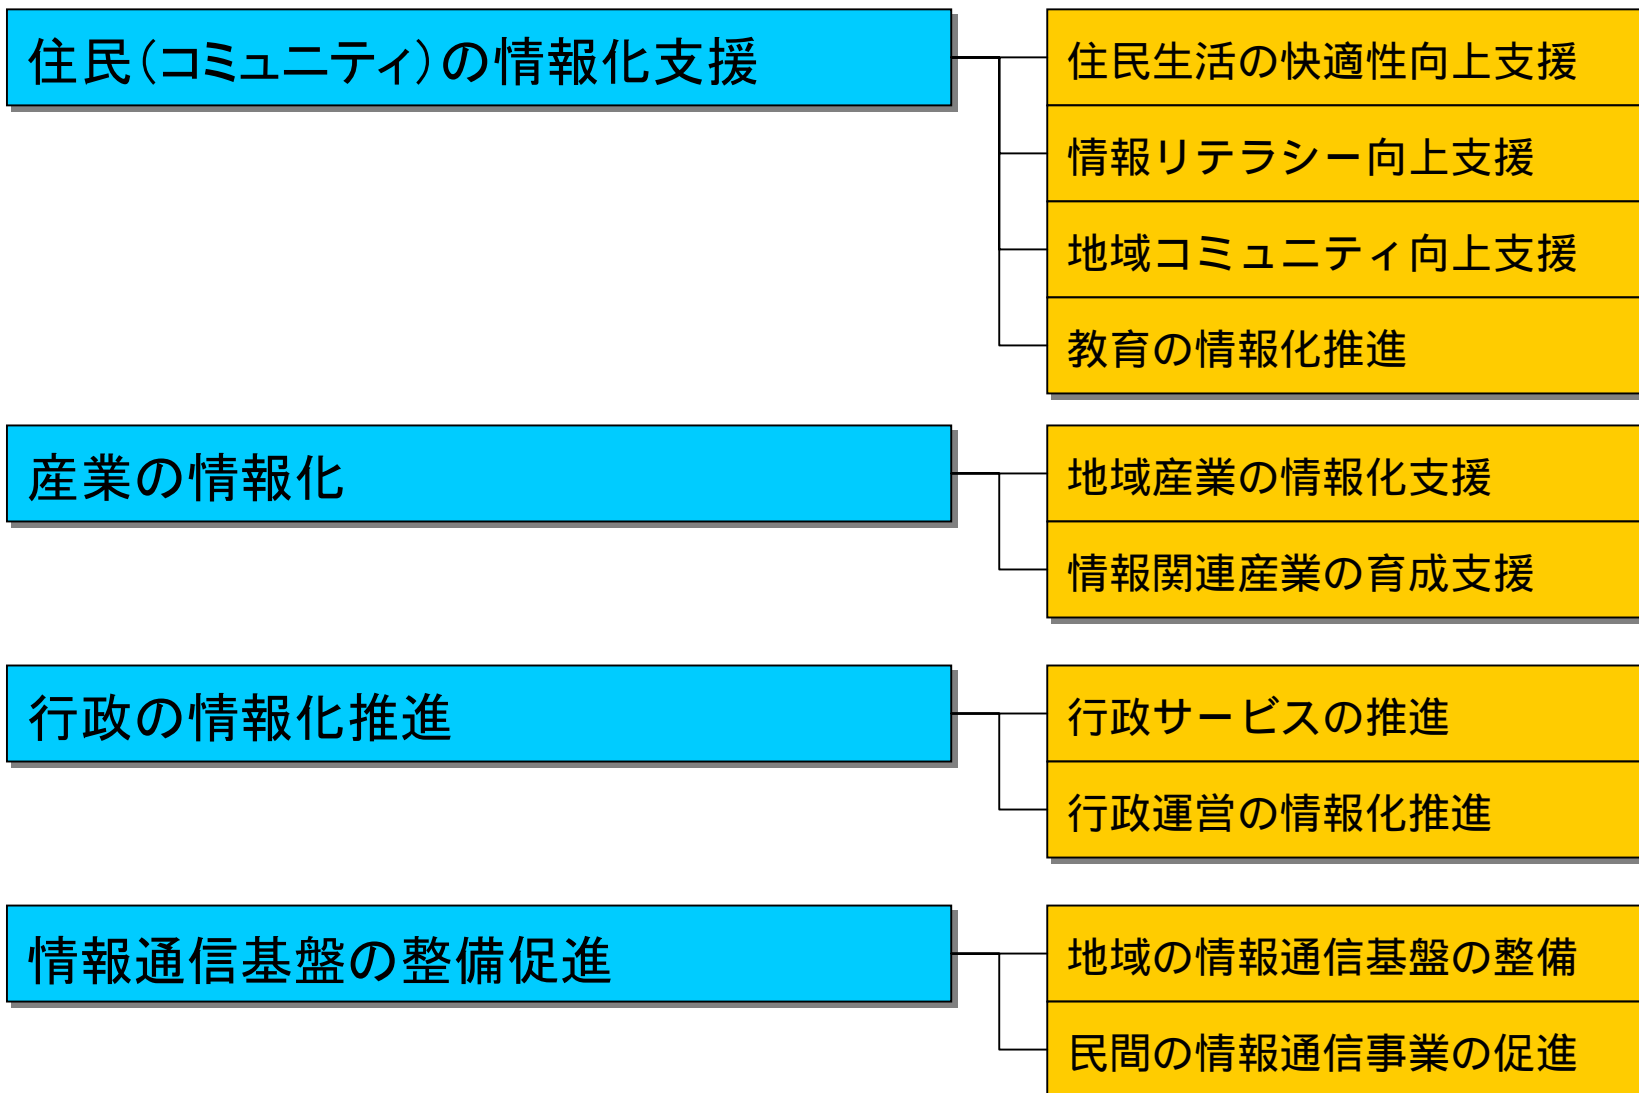 住民(コミュニティ)の情報化支援
住民生活の快適性向上支援
情報リテラシー向上支援
地域コミュニティ向上支援
教育の情報化推進
産業の情報化
地域産業の情報化支援
情報関連産業の育成支援
行政の情報化推進
行政サービスの推進
行政運営の情報化推進
情報通信基盤の整備促進
地域の情報通信基盤の整備
民間の情報通信事業の促進